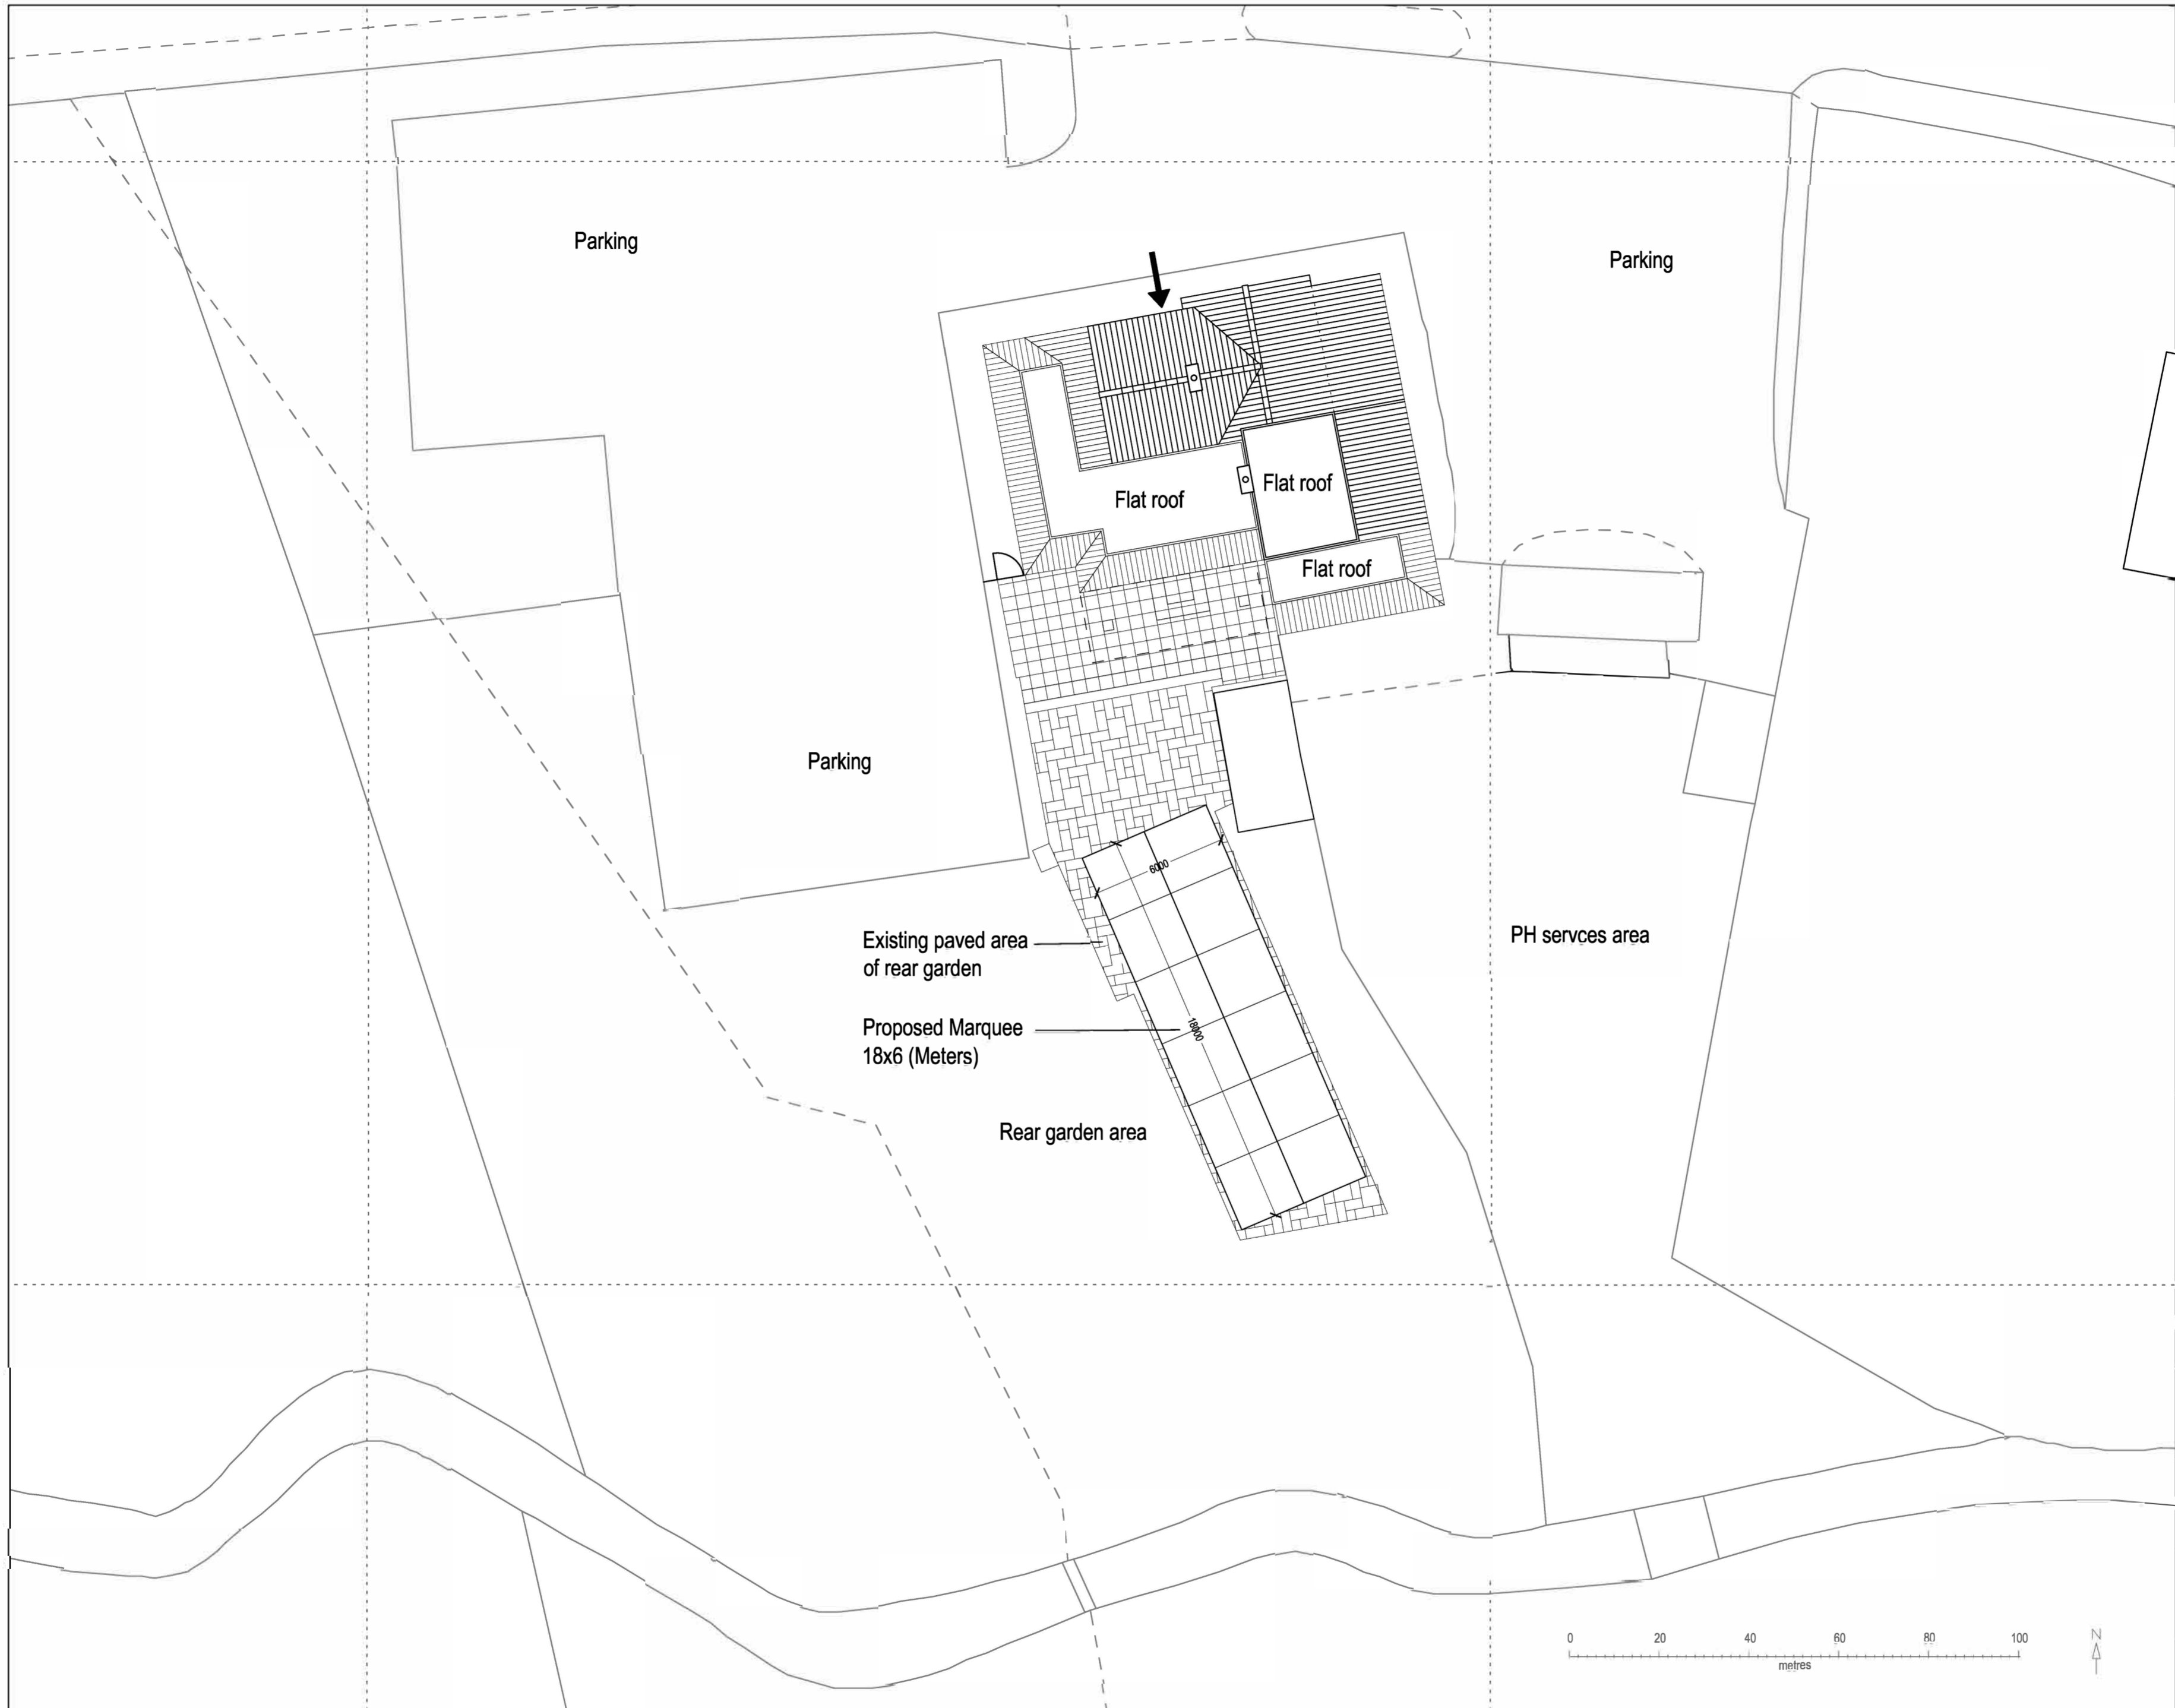 Parking
Parking
Flat roof
Flat roof
Flat roof
Parking
6000
Existing paved area
of rear garden
PH servces area
18000
Proposed Marquee
18x6 (Meters)
Rear garden area
0 20 40 60 80 100
metres
N